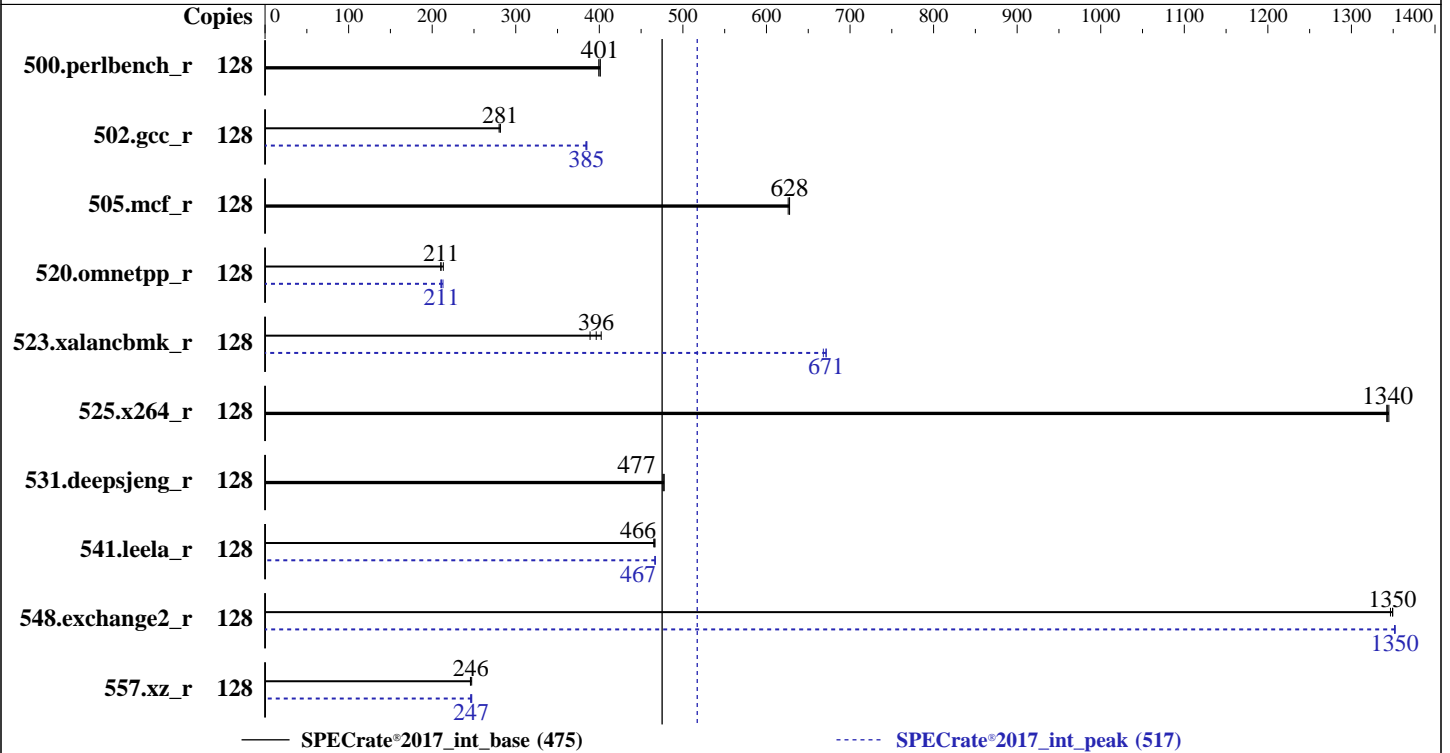 Copies 0 100 200 300 400 500 600 700 800 900 1000 1100 1200 1300 1400
401
500.perlbench_r 128
281
502.gcc_r 128
385
628
505.mcf_r 128
211
520.omnetpp_r 128
211
396
523.xalancbmk_r 128
671
1340
525.x264_r 128
477
531.deepsjeng_r 128
466
541.leela_r 128
467
1350
548.exchange2_r 128
1350
246
557.xz_r 128
247
SPECrate®2017_int_base (475) SPECrate®2017_int_peak (517)